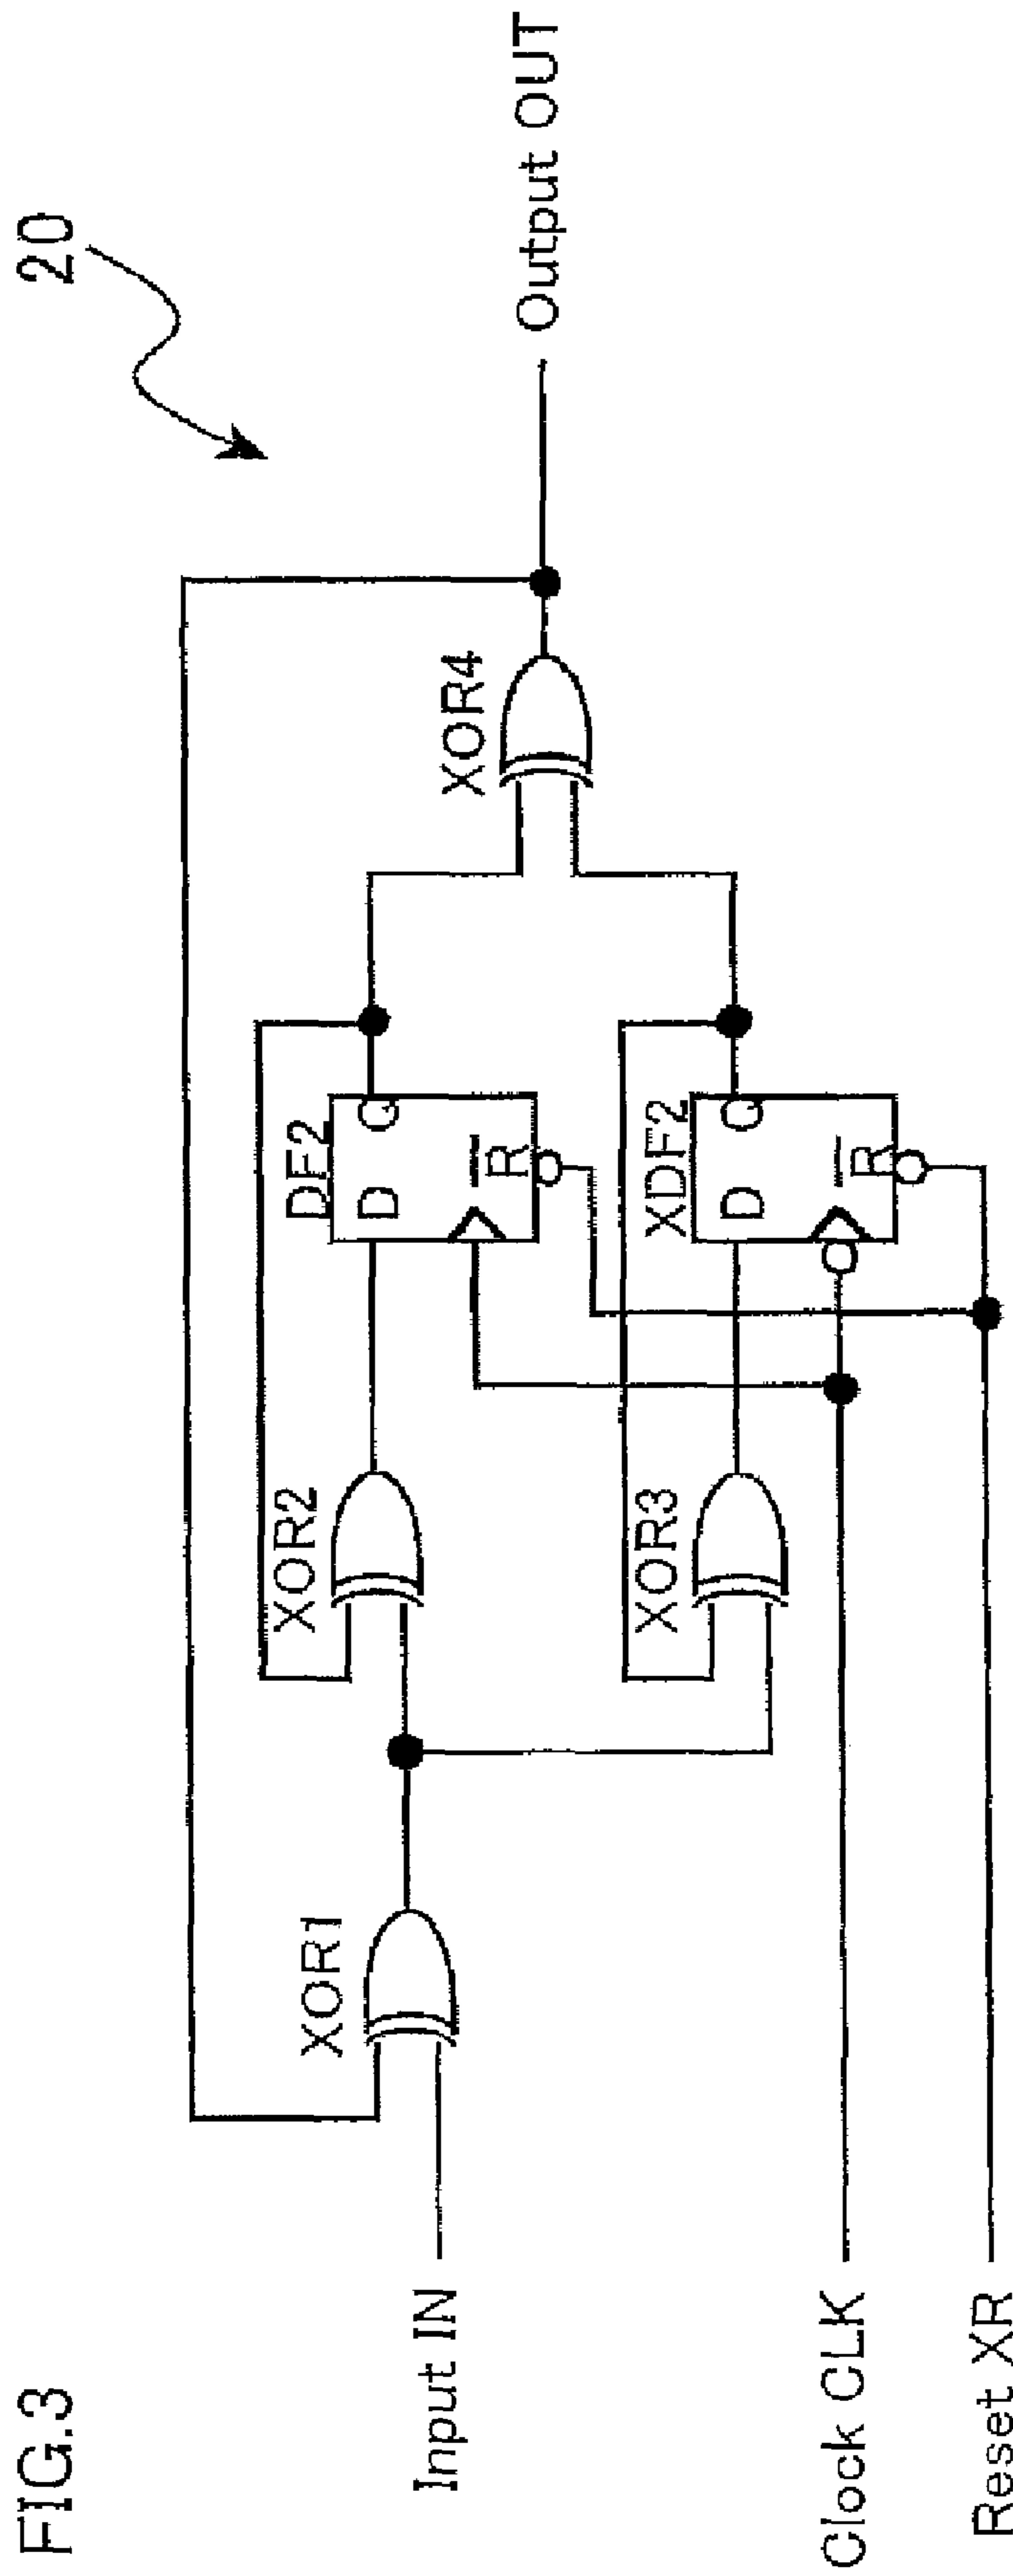 FIG.3
20
XOR1
XOR2
DF2
D
Q
R
XOR4
Output OUT
Input IN
XOR3
XDF2
D
Q
R
Clock CLK
Reset XR